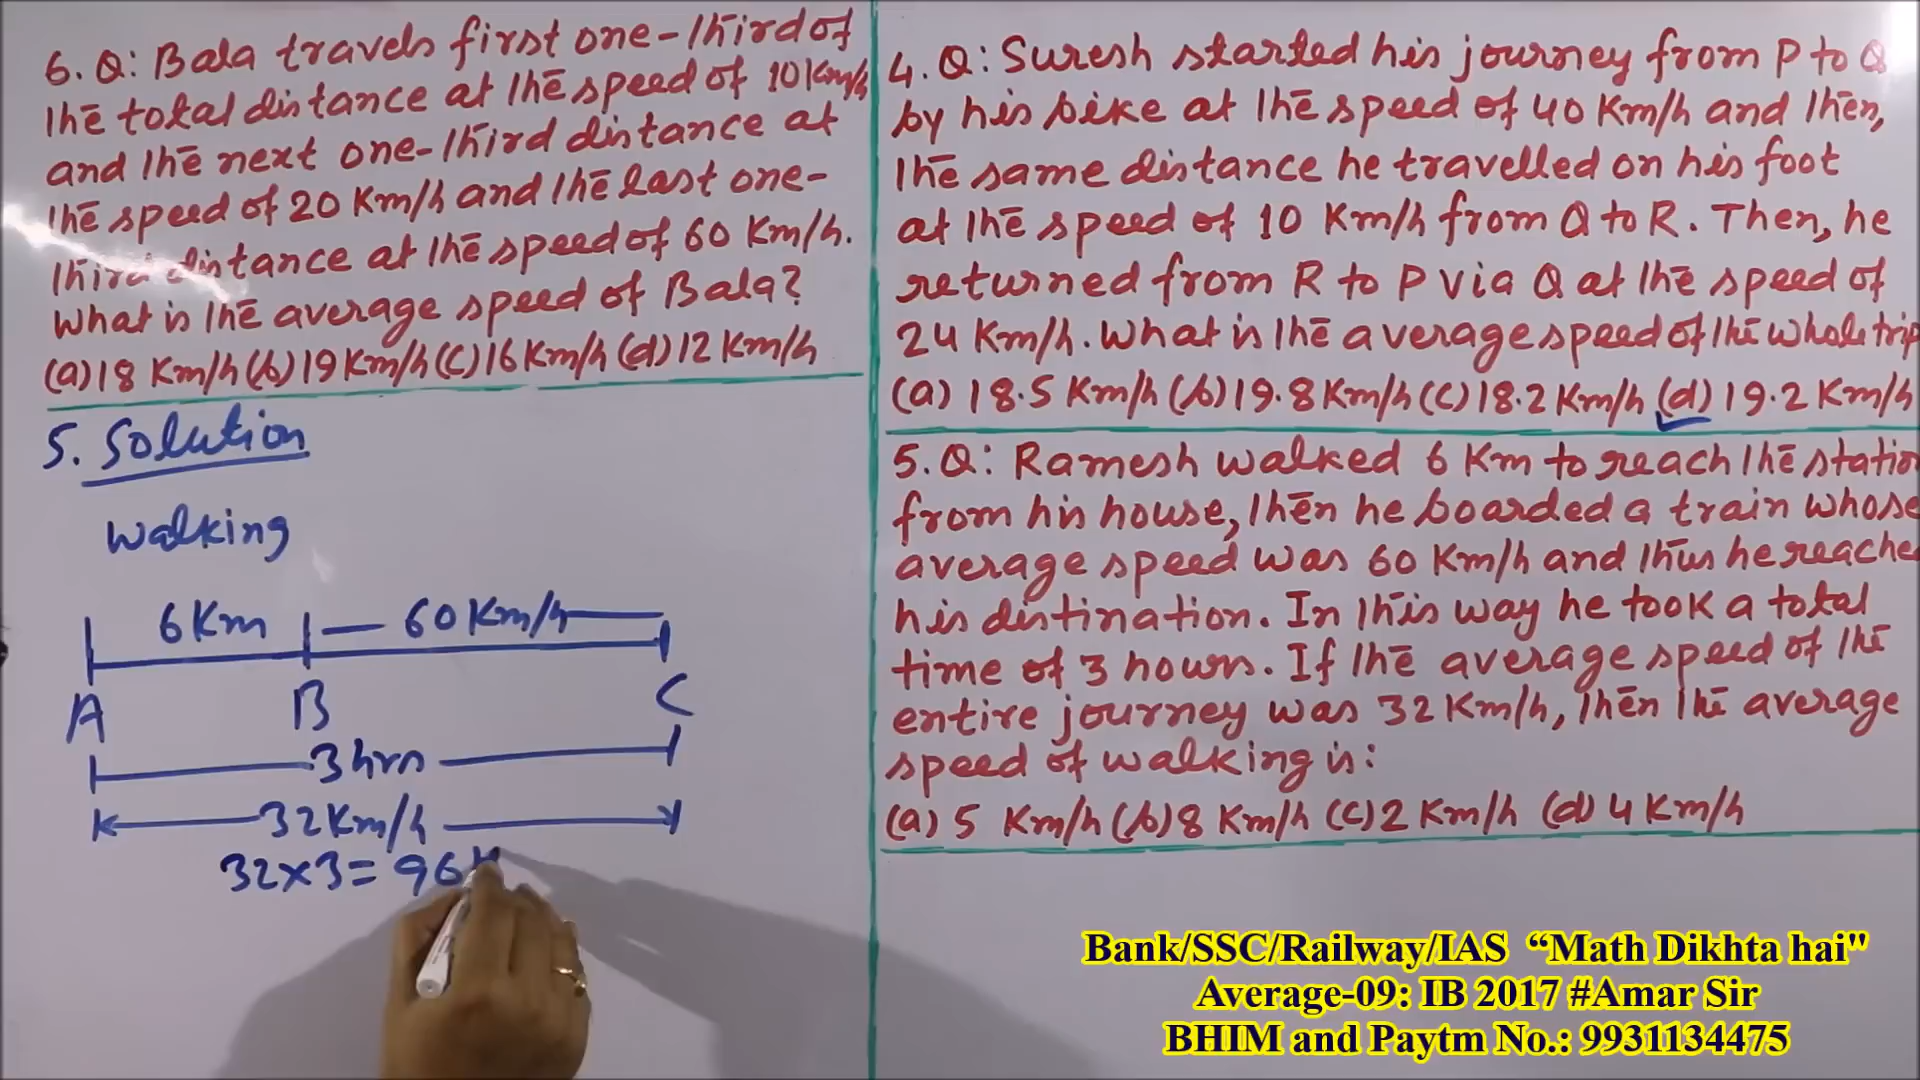 6. Q: Bala travels first one-third of
the total distance at the speed of 10 Km/h
and the next one-third distance at
the speed of 20 Km/h and the last one-
third distance at the speed of 60 Km/h.
What is the average speed of Bala?
(a) 18 Km/h (b) 19 Km/h (c) 16 Km/h (d) 12 Km/h
5. Solution
Walking
6 Km 60 Km/h
A B C
3 hrs
32 Km/h
32×3 = 96 K
4. Q: Suresh started his journey from P to Q
by his bike at the speed of 40 Km/h and then,
the same distance he travelled on his foot
at the speed of 10 Km/h from Q to R. Then, he
returned from R to P via Q at the speed of
24 Km/h. What is the average speed of the whole trip
(a) 18.5 Km/h (b) 19.8 Km/h (c) 18.2 Km/h (d) 19.2 Km/h
5. Q: Ramesh walked 6 Km to reach the statio
from his house, then he boarded a train whose
average speed was 60 Km/h and thus he reache
his distination. In this way he took a total
time of 3 hours. If the average speed of the
entire journey was 32 Km/h, then the average
speed of walking is:
(a) 5 Km/h (b) 8 Km/h (c) 2 Km/h (d) 4 Km/h
Bank/SSC/Railway/IAS “Math Dikhta hai"
Average-09: IB 2017 #Amar Sir
BHIM and Paytm No.: 9931134475